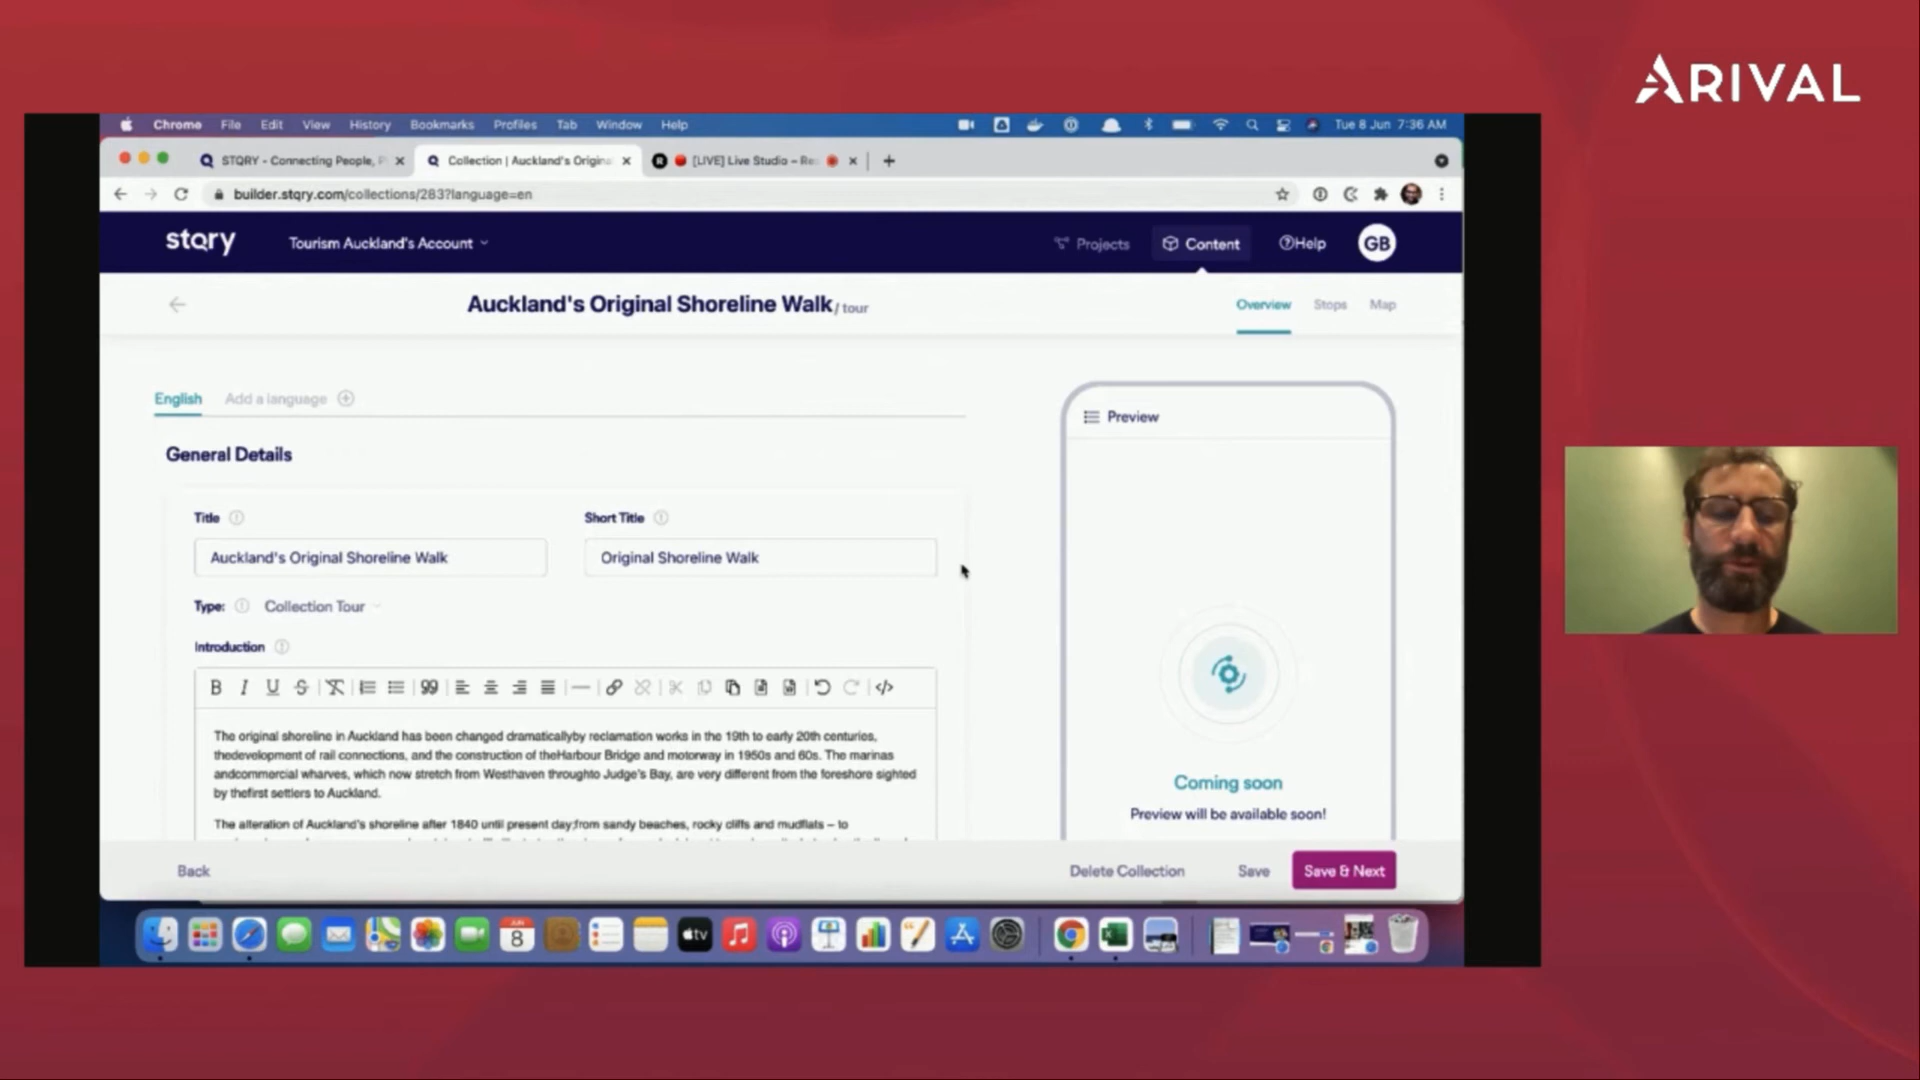 ARIVAL
Chrome File Edit View History Bookmarks Profiles Tab Window Help Tue 8 Jun 7:36 AM
STQRY - Connecting People, P
Collection | Auckland's Origina
[LIVE] Live Studio – Re
builder.stqry.com/collections/283?language=en
stqry
Tourism Auckland's Account
Projects
Content
Help
GB
Auckland's Original Shoreline Walk / tour
Overview Stops Map
English Add a language
Preview
General Details
Title
Short Title
Auckland's Original Shoreline Walk
Original Shoreline Walk
Type: Collection Tour
Introduction
The original shoreline in Auckland has been changed dramaticallyby reclamation works in the 19th to early 20th centuries,
thedevelopment of rail connections, and the construction of theHarbour Bridge and motorway in 1950s and 60s. The marinas
andcommercial wharves, which now stretch from Westhaven throughto Judge's Bay, are very different from the foreshore sighted
by thefirst settlers to Auckland.
The alteration of Auckland's shoreline after 1840 until present day;from sandy beaches, rocky cliffs and mudflats – to
Coming soon
Preview will be available soon!
Back
Delete Collection
Save
Save & Next
JUN
8
tv